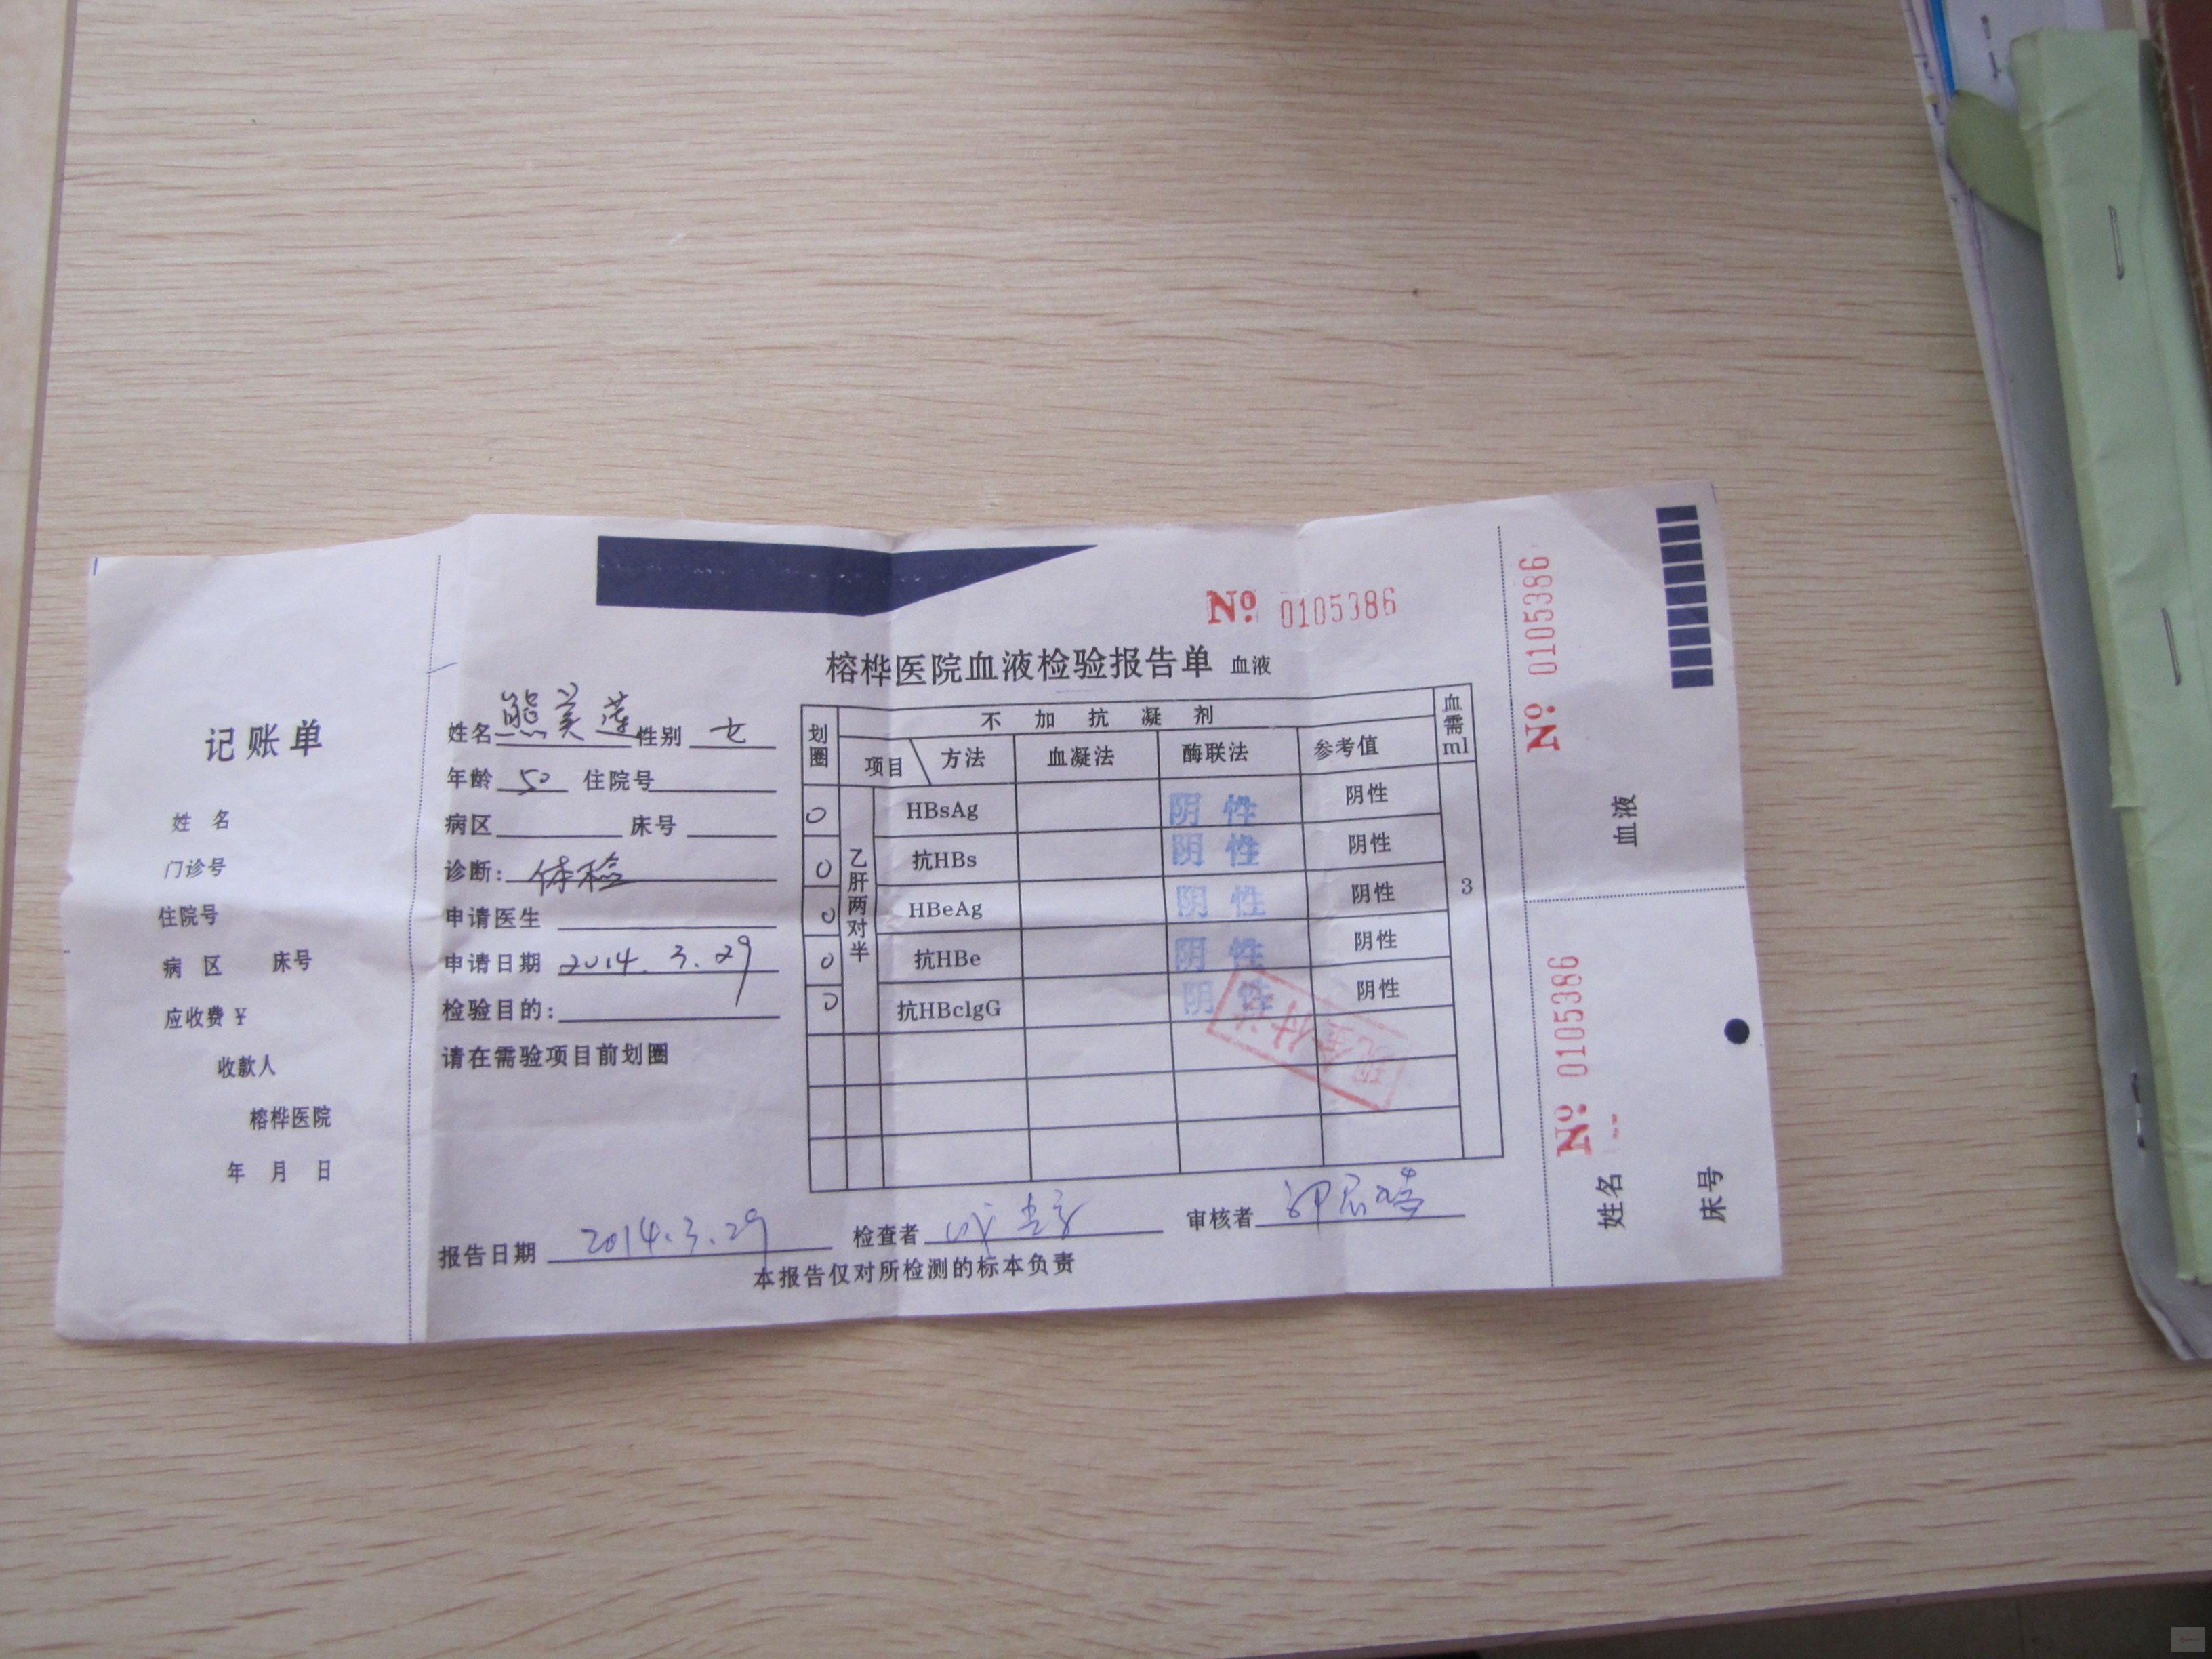 记账单
姓 名
门诊号
住院号
病 区 床号
应收费 ¥
收款人
榕桦医院
年 月 日
№ 0105386
榕桦医院血液检验报告单 血液
姓名 熊美莲 性别 女
年龄 50 住院号
病区 床号
诊断: 体检
申请医生
申请日期 2014.3.29
检验目的:
请在需验项目前划圈
划圈 不加抗凝剂 血需ml
项目 方法 血凝法 酶联法 参考值
乙肝两对半
O HBsAg 阴性 阴性
O 抗HBs 阴性 阴性
O HBeAg 阴性 阴性
O 抗HBe 阴性 阴性
O 抗HBclgG 阴性 阴性
3
现金付讫
报告日期 2014.3.29 检查者 审核者
本报告仅对所检测的标本负责
№ 0105386
血液
№ 0105386
姓名
床号